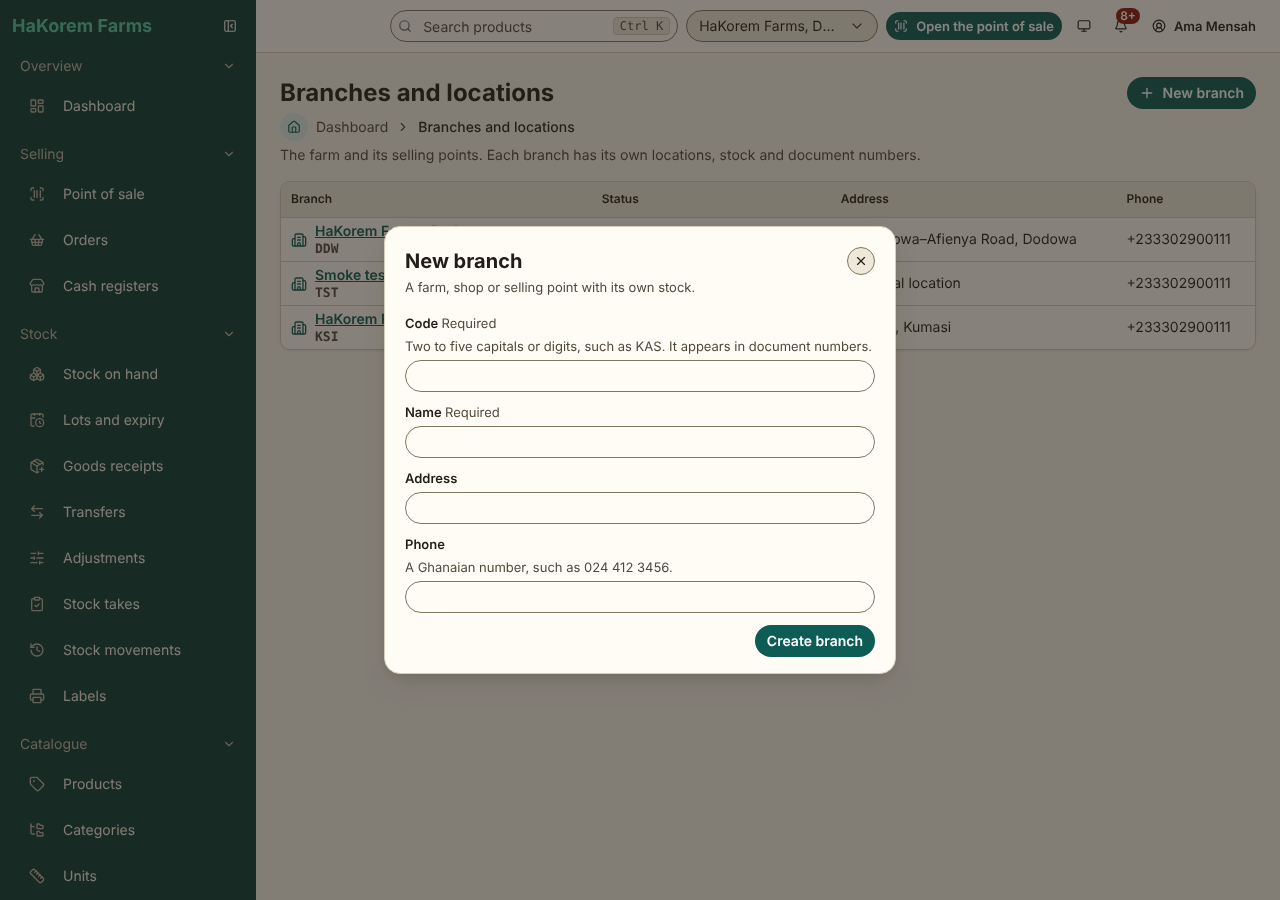 HaKorem Farms
Search products
Ctrl K
HaKorem Farms, D...
Open the point of sale
8+
Ama Mensah
Overview
Dashboard
Selling
Point of sale
Orders
Cash registers
Stock
Stock on hand
Lots and expiry
Goods receipts
Transfers
Adjustments
Stock takes
Stock movements
Labels
Catalogue
Products
Categories
Units
Branches and locations
New branch
Dashboard
Branches and locations
The farm and its selling points. Each branch has its own locations, stock and document numbers.
Branch Status Address Phone
HaKorem
DDW
–Afienya Road, Dodowa
+233302900111
Smoke
TST
location
+233302900111
HaKorem
KSI
, Kumasi
+233302900111
New branch
A farm, shop or selling point with its own stock.
Code Required
Two to five capitals or digits, such as KAS. It appears in document numbers.
Name Required
Address
Phone
A Ghanaian number, such as 024 412 3456.
Create branch